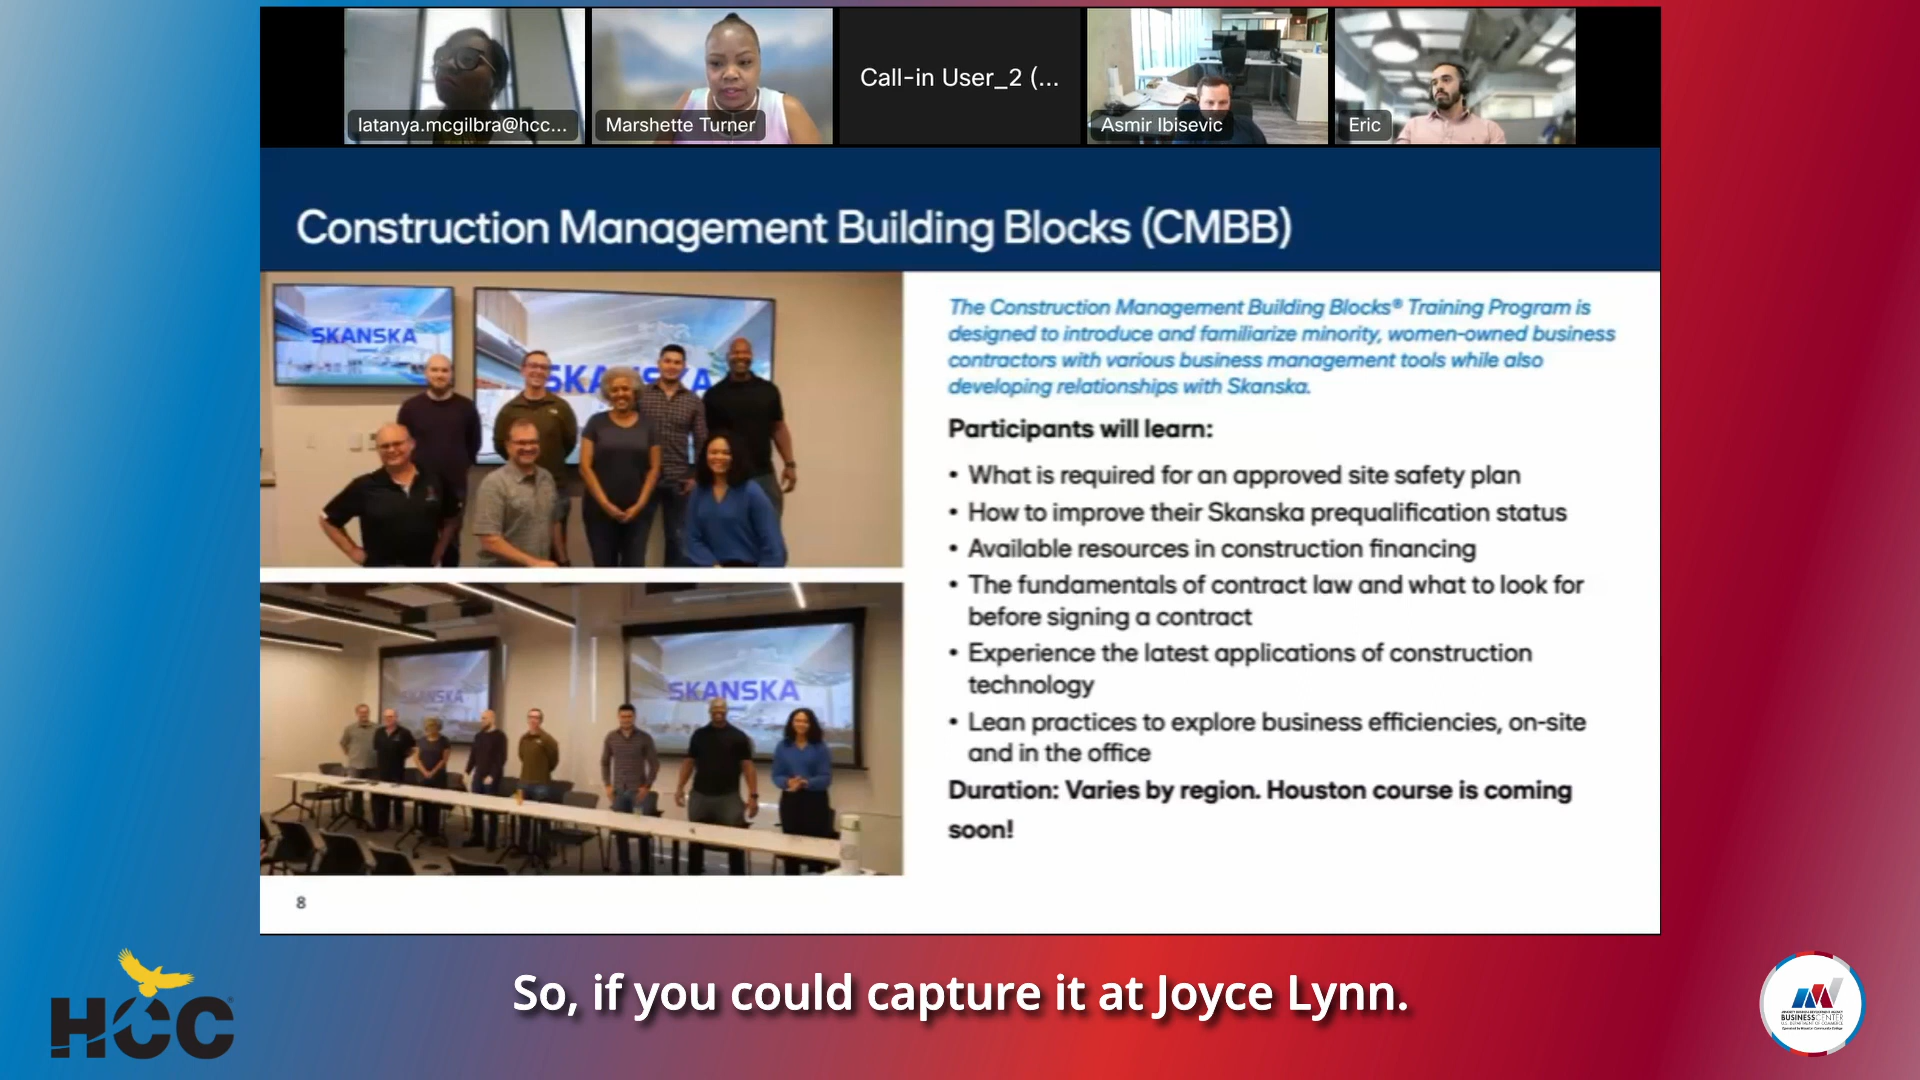 latanya.mcgilbra@hcc...
Marshette Turner
Call-in User_2 (...
Asmir Ibisevic
Eric
Construction Management Building Blocks (CMBB)
SKANSKA
SKANSKA
The Construction Management Building Blocks® Training Program is
designed to introduce and familiarize minority, women-owned business
contractors with various business management tools while also
developing relationships with Skanska.
Participants will learn:
• What is required for an approved site safety plan
• How to improve their Skanska prequalification status
• Available resources in construction financing
• The fundamentals of contract law and what to look for
before signing a contract
• Experience the latest applications of construction
technology
• Lean practices to explore business efficiencies, on-site
and in the office
Duration: Varies by region. Houston course is coming
soon!
SKANSKA
SKANSKA
8
HCC
So, if you could capture it at Joyce Lynn.
BUSINESS CENTER